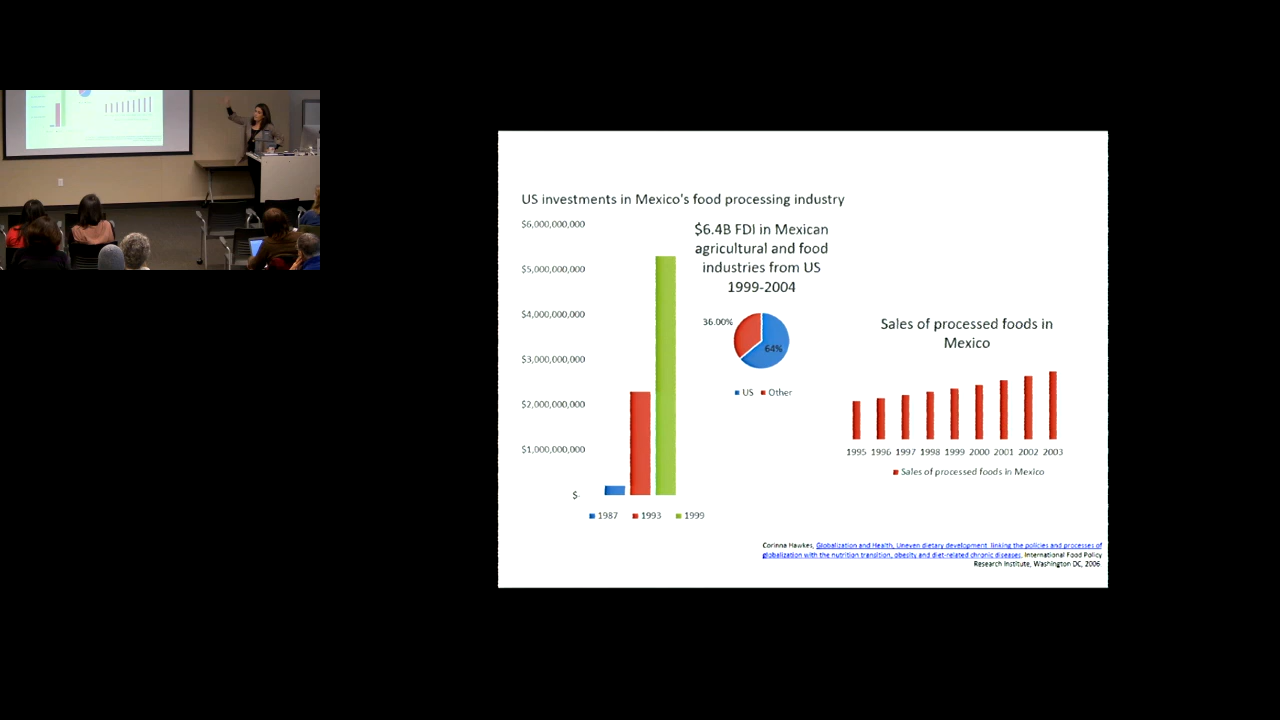 US investments in Mexico's food processing industry
$6,000,000,000
$5,000,000,000
$4,000,000,000
$3,000,000,000
$2,000,000,000
$1,000,000,000
$-
1987 1993 1999
$6.4B FDI in Mexican
agricultural and food
industries from US
1999-2004
36.00%
64%
US Other
Sales of processed foods in
Mexico
1995 1996 1997 1998 1999 2000 2001 2002 2003
Sales of processed foods in Mexico
Corinna Hawkes, Globalization and Health, Uneven dietary development: linking the policies and processes of
globalization with the nutrition transition, obesity and diet-related chronic diseases. International Food Policy
Research Institute, Washington DC, 2006.